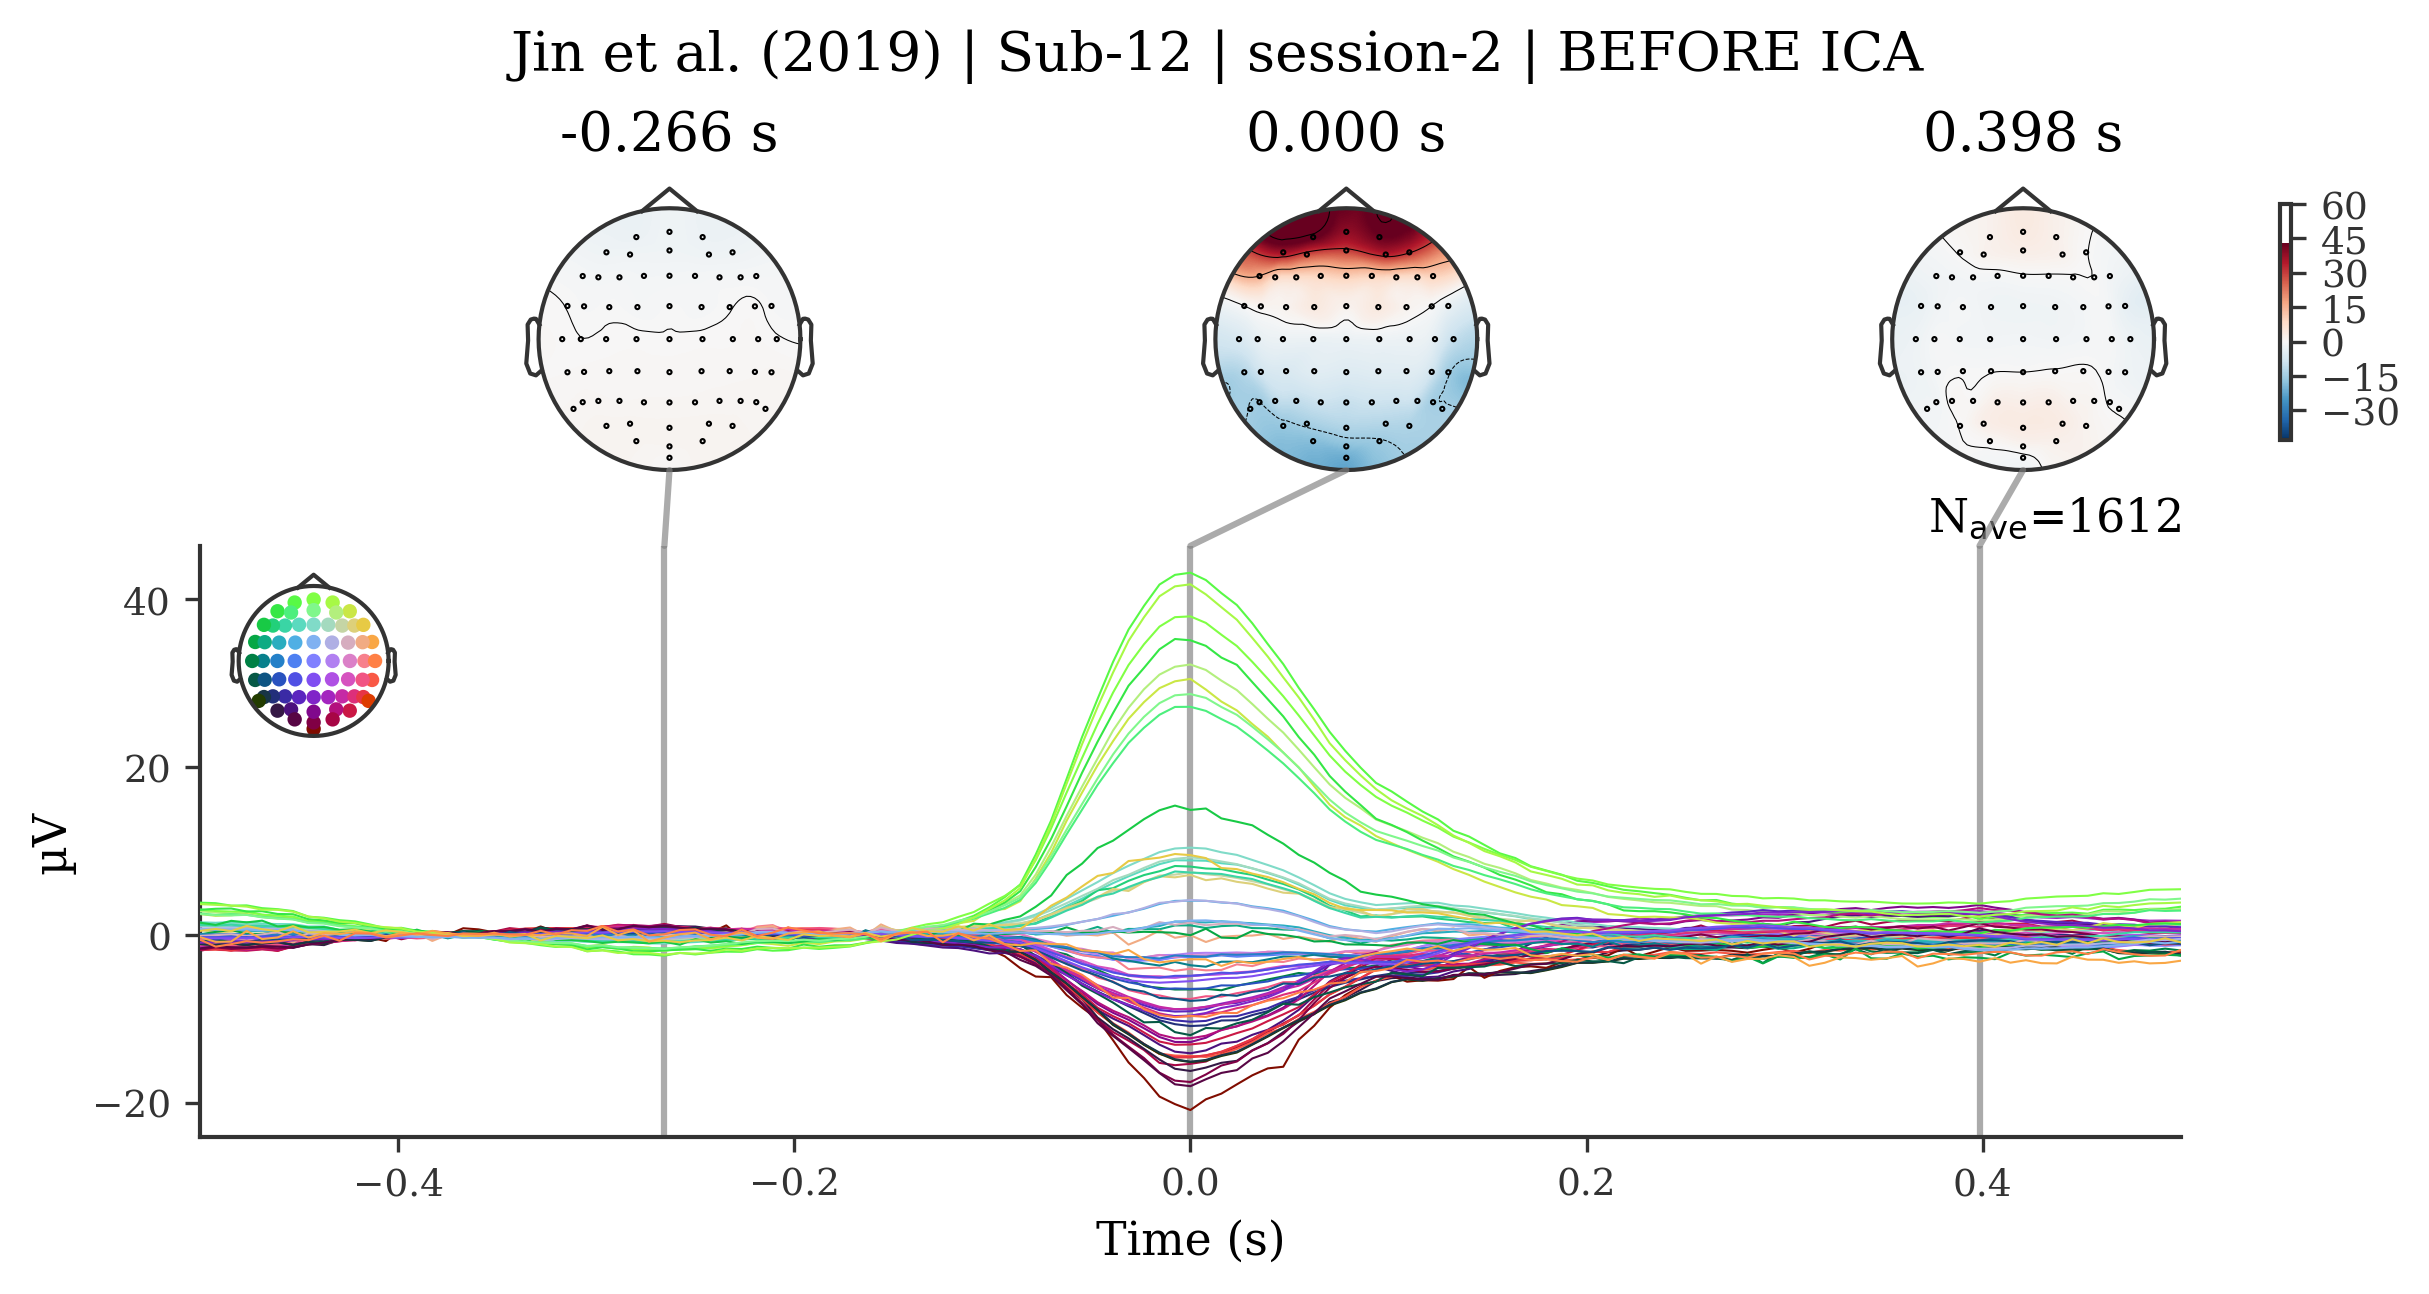 Jin et al. (2019) | Sub-12 | session-2 | BEFORE ICA
-0.266 s
0.000 s
0.398 s
60
45
30
15
0
−15
−30
Nave=1612
40
20
0
−20
µV
−0.4
−0.2
0.0
0.2
0.4
Time (s)